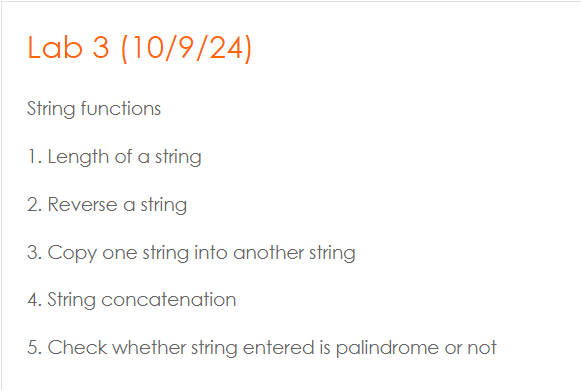 Lab 3 (10/9/24)
String functions
1. Length of a string
2. Reverse a string
3. Copy one string into another string
4. String concatenation
5. Check whether string entered is palindrome or not